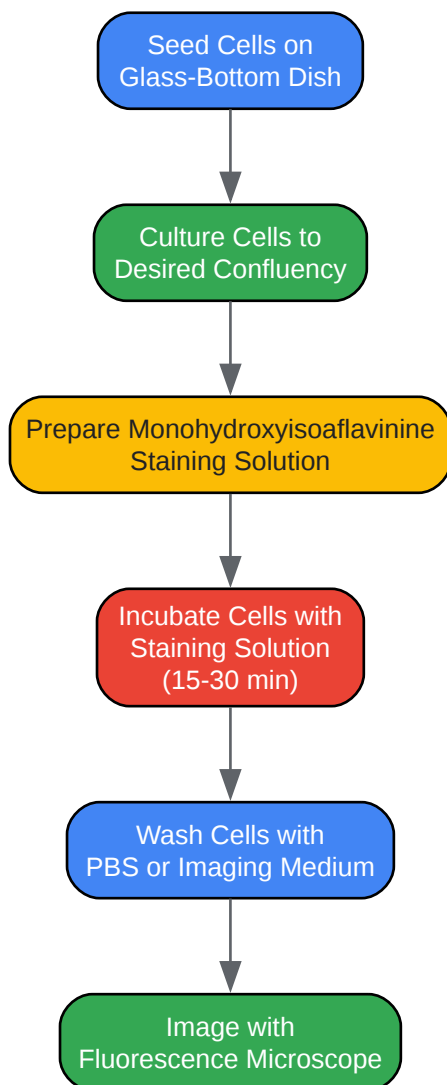 Seed Cells on
Glass-Bottom Dish
Culture Cells to
Desired Confluency
Prepare Monohydroxyisoaflavinine
Staining Solution
Incubate Cells with
Staining Solution
(15-30 min)
Wash Cells with
PBS or Imaging Medium
Image with
Fluorescence Microscope